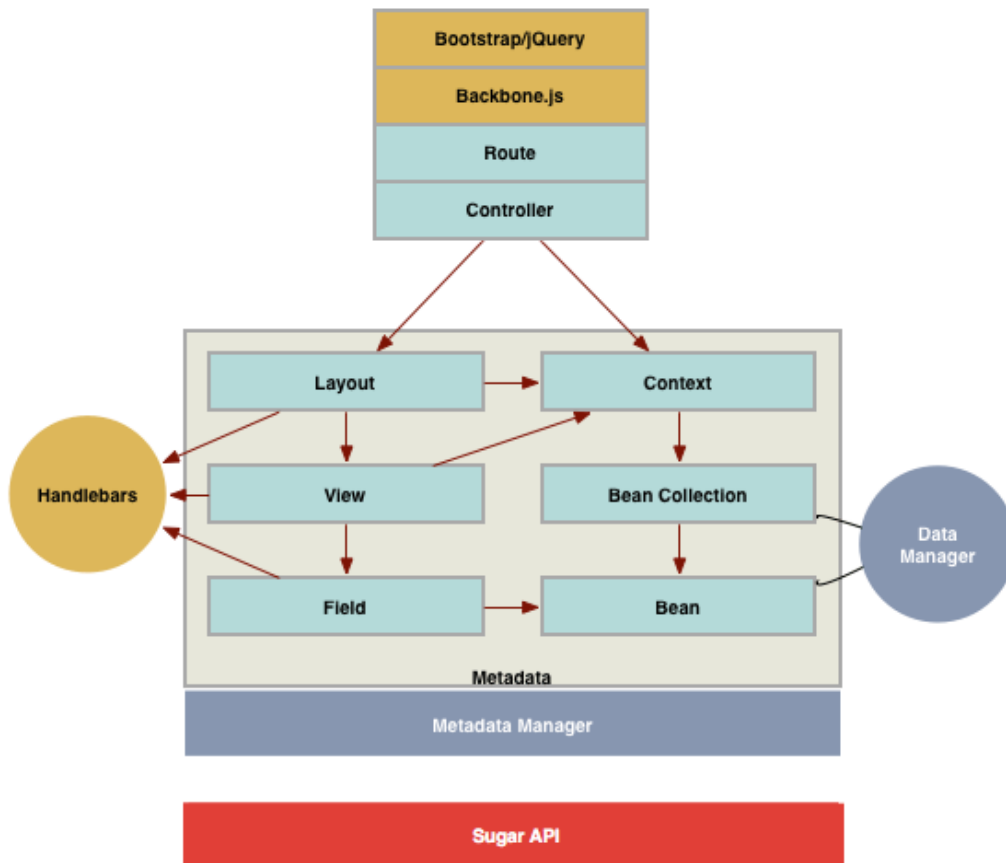 Bootstrap/jQuery
Backbone.js
Route
Controller
Layout
Context
Handlebars
View
Bean Collection
Data
Manager
Field
Bean
Metadata
Metadata Manager
Sugar API